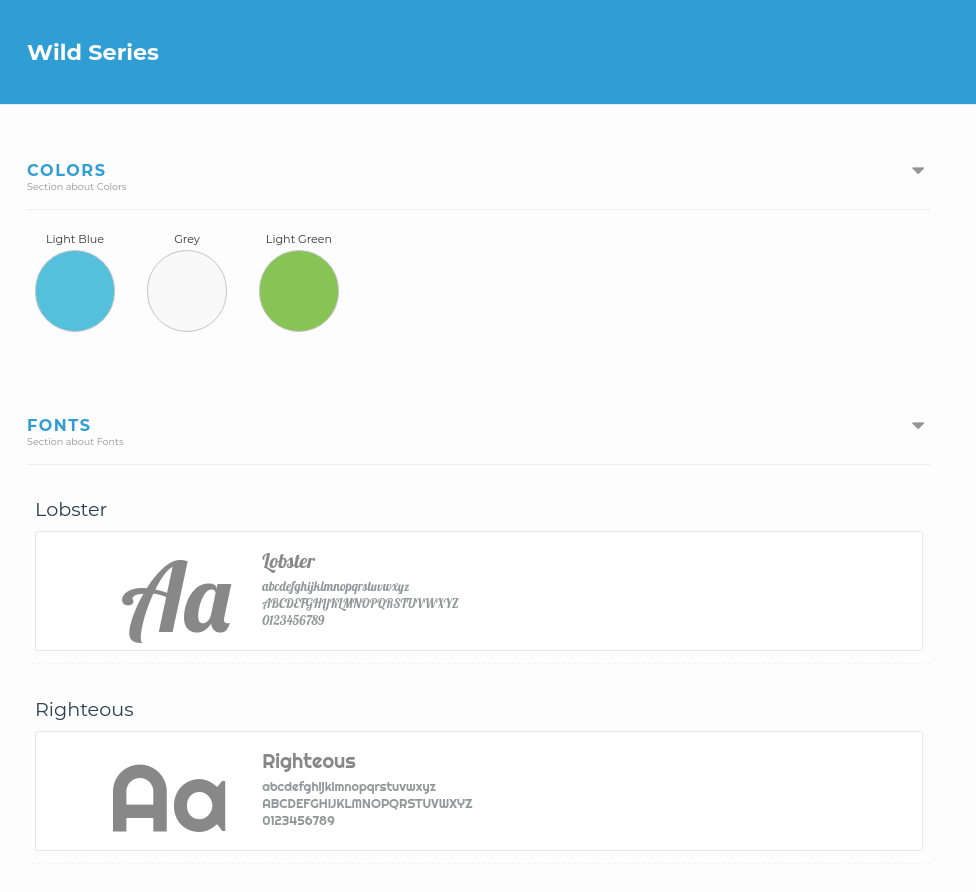 Wild Series
COLORS
Section about Colors
Light Blue
Grey
Light Green
FONTS
Section about Fonts
Lobster
Aa
Lobster
abcdefghijklmnopqrstuvwxyz
ABCDEFGHIJKLMNOPQRSTUVWXYZ
0123456789
Righteous
Aa
Righteous
abcdefghijklmnopqrstuvwxyz
ABCDEFGHIJKLMNOPQRSTUVWXYZ
0123456789